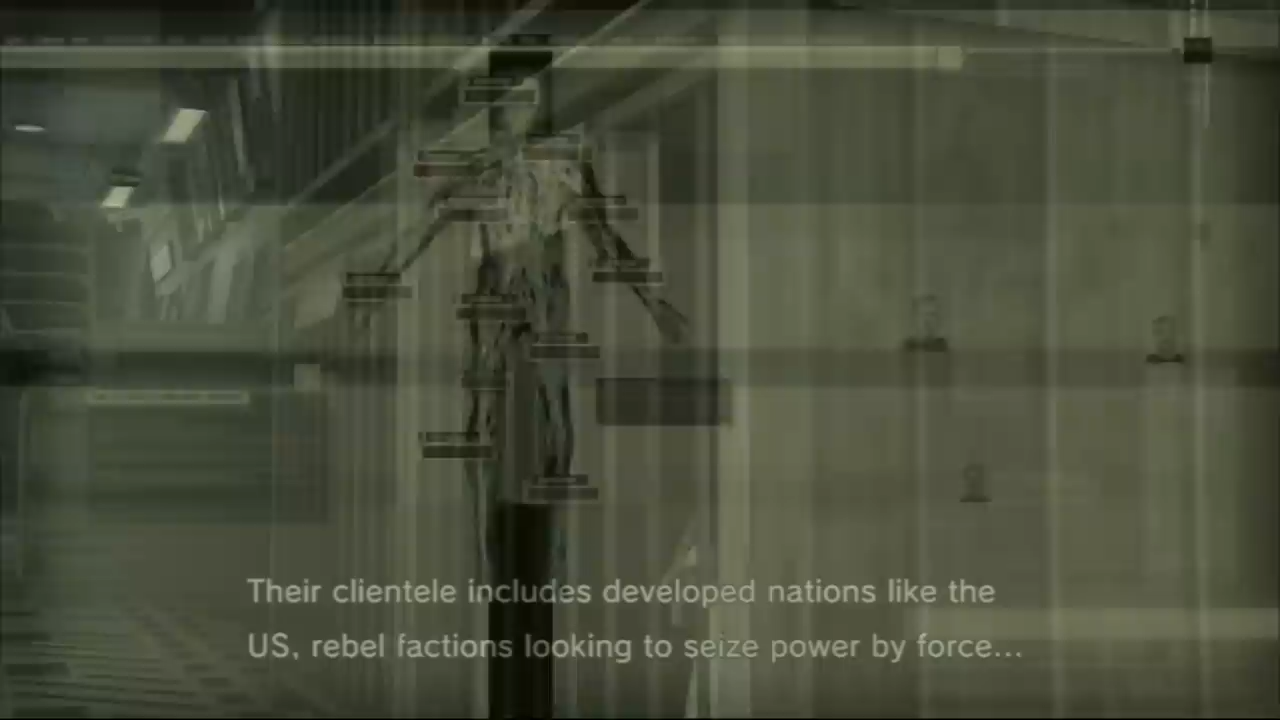 Their clientele includes developed nations like the
US, rebel factions looking to seize power by force...